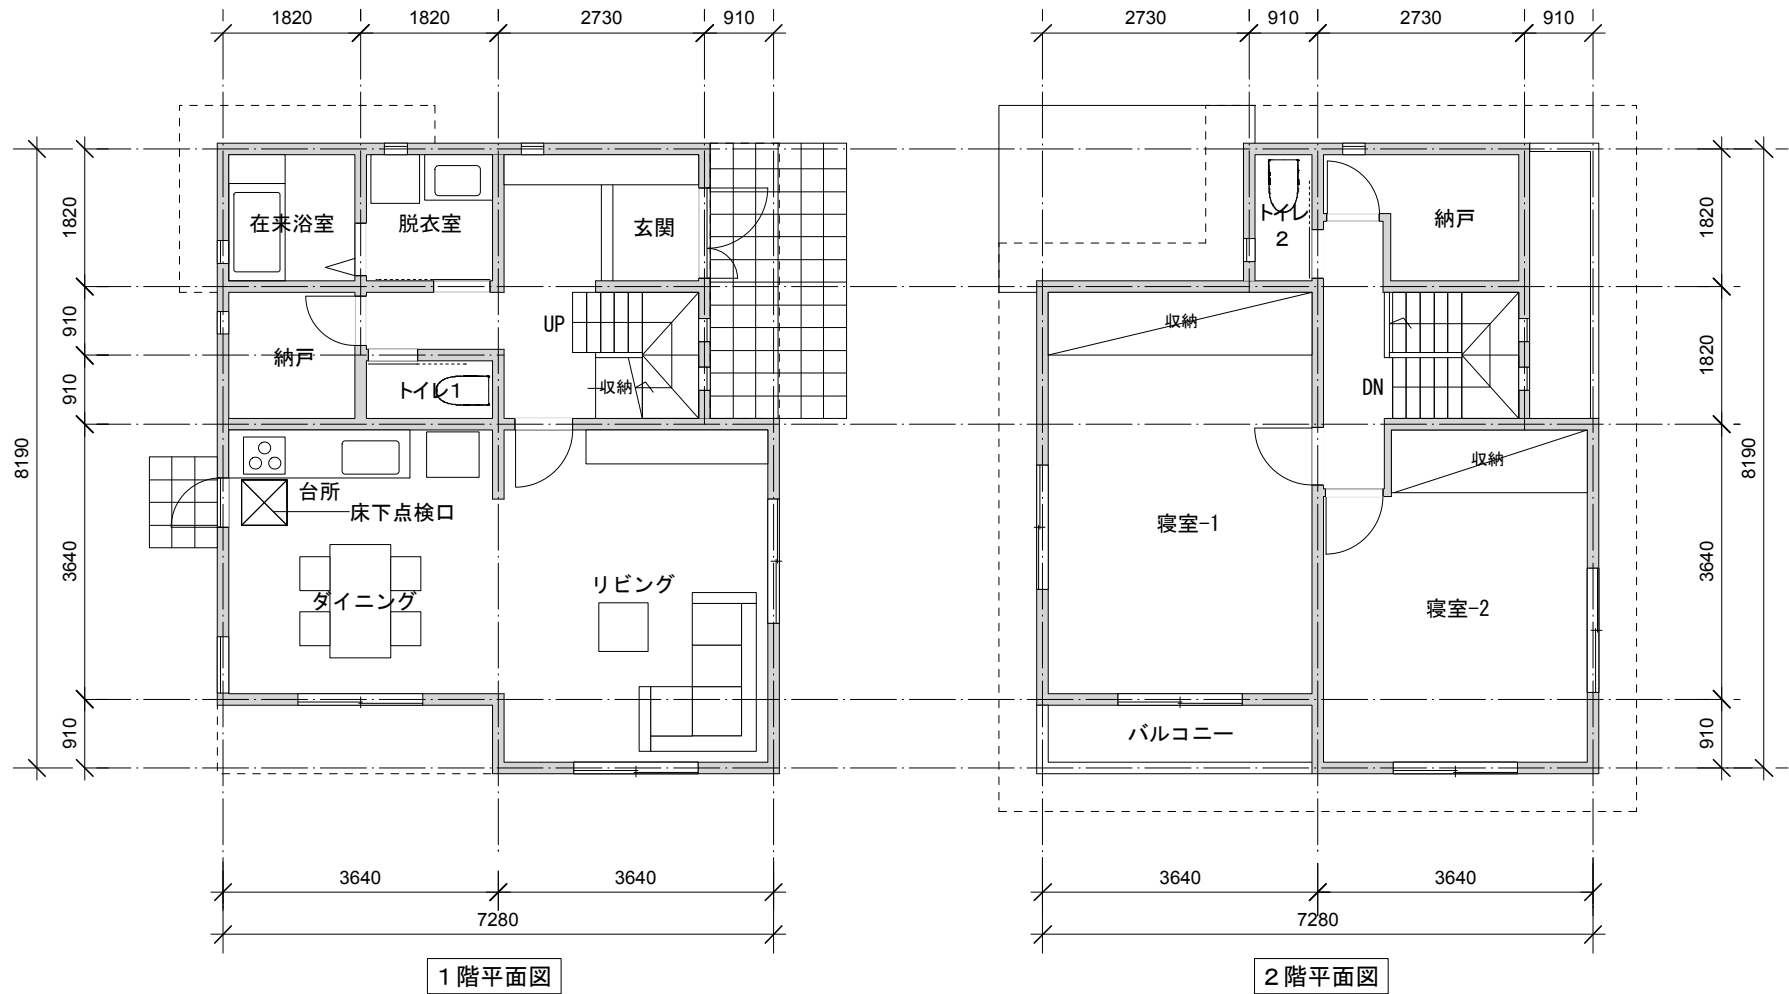 1820 1820 2730 910
2730 910 2730 910
在来浴室
脱衣室
玄関
納戸
トイレ1
UP
収納
台所
床下点検口
ダイニング
リビング
1820
910
910
3640
910
8190
3640 3640
7280
1階平面図
トイレ
2
納戸
収納
DN
収納
寝室-1
寝室-2
バルコニー
1820
1820
3640
910
8190
3640 3640
7280
2階平面図